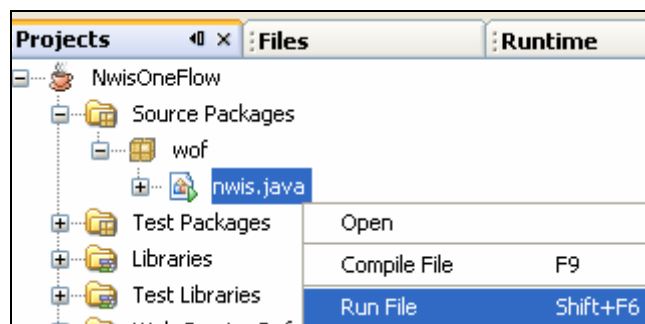 Projects Files Runtime
NwisOneFlow
Source Packages
wof
nwis.java
Test Packages Open
Libraries Compile File F9
Test Libraries Run File Shift+F6